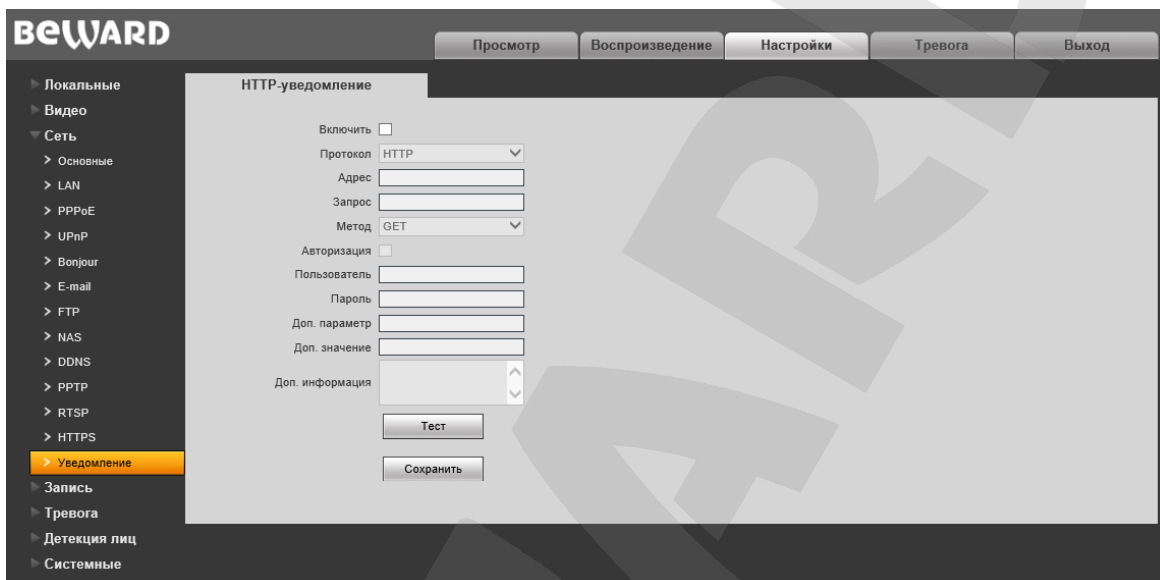 BEWARD
Просмотр
Воспроизведение
Настройки
Тревога
Выход
Локальные
Видео
Сеть
Основные
LAN
PPPoE
UPnP
Bonjour
E-mail
FTP
NAS
DDNS
PPTP
RTSP
HTTPS
Уведомление
Запись
Тревога
Детекция лиц
Системные
HTTP-уведомление
Включить
Протокол HTTP
Адрес
Запрос
Метод GET
Авторизация
Пользователь
Пароль
Доп. параметр
Доп. значение
Доп. информация
Тест
Сохранить